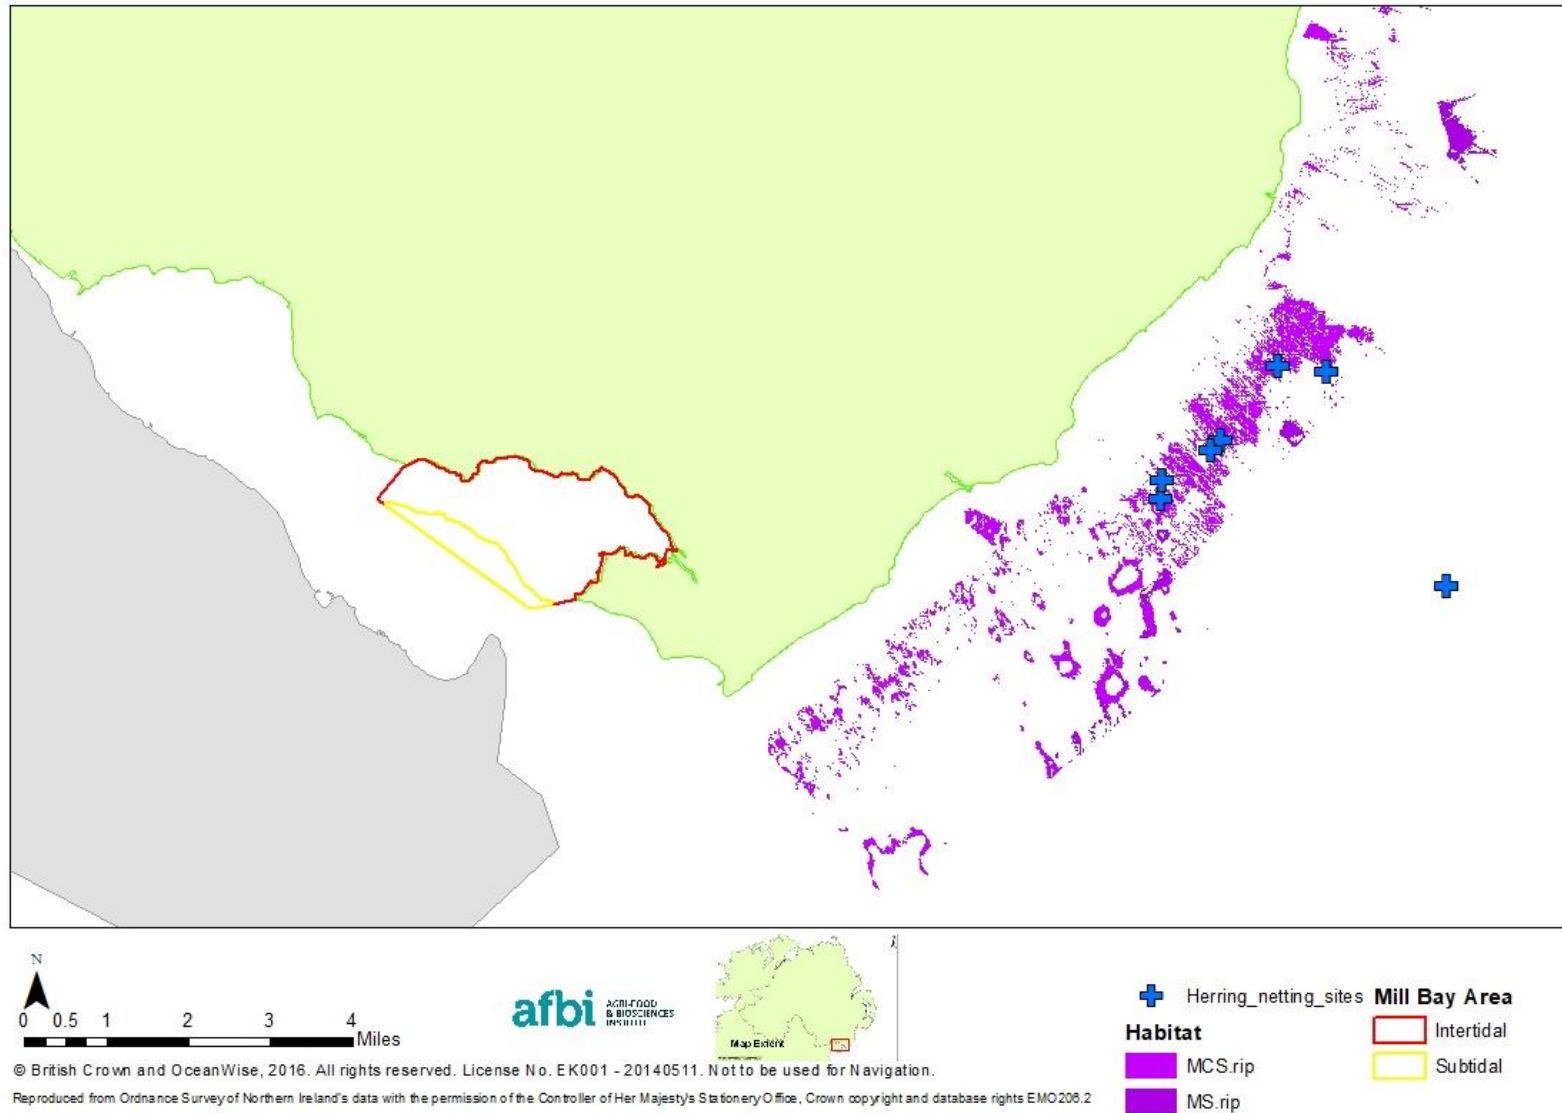 N
0 0.5 1 2 3 4
Miles
afbi AGRI-FOOD
& BIOSCIENCES
INSTITUTE
Map Extent
Herring_netting_sites
Habitat
MCS.rip
MS.rip
Mill Bay Area
Intertidal
Subtidal
© British Crown and OceanWise, 2016. All rights reserved. License No. EK001 - 20140511. Not to be used for Navigation.
Reproduced from Ordnance Survey of Northern Ireland's data with the permission of the Controller of Her Majesty's Stationery Office, Crown copyright and database rights EMO206.2